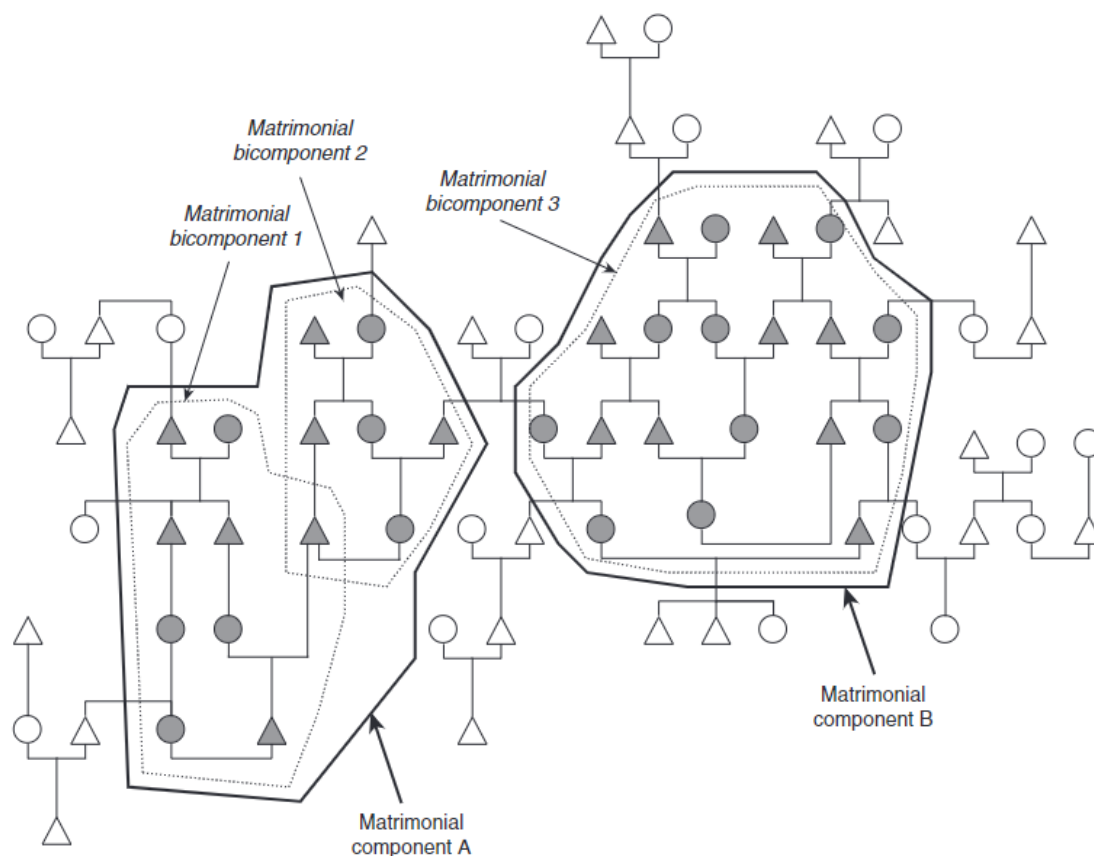 Matrimonial
bicomponent 2
Matrimonial
bicomponent 3
Matrimonial
bicomponent 1
Matrimonial
component B
Matrimonial
component A